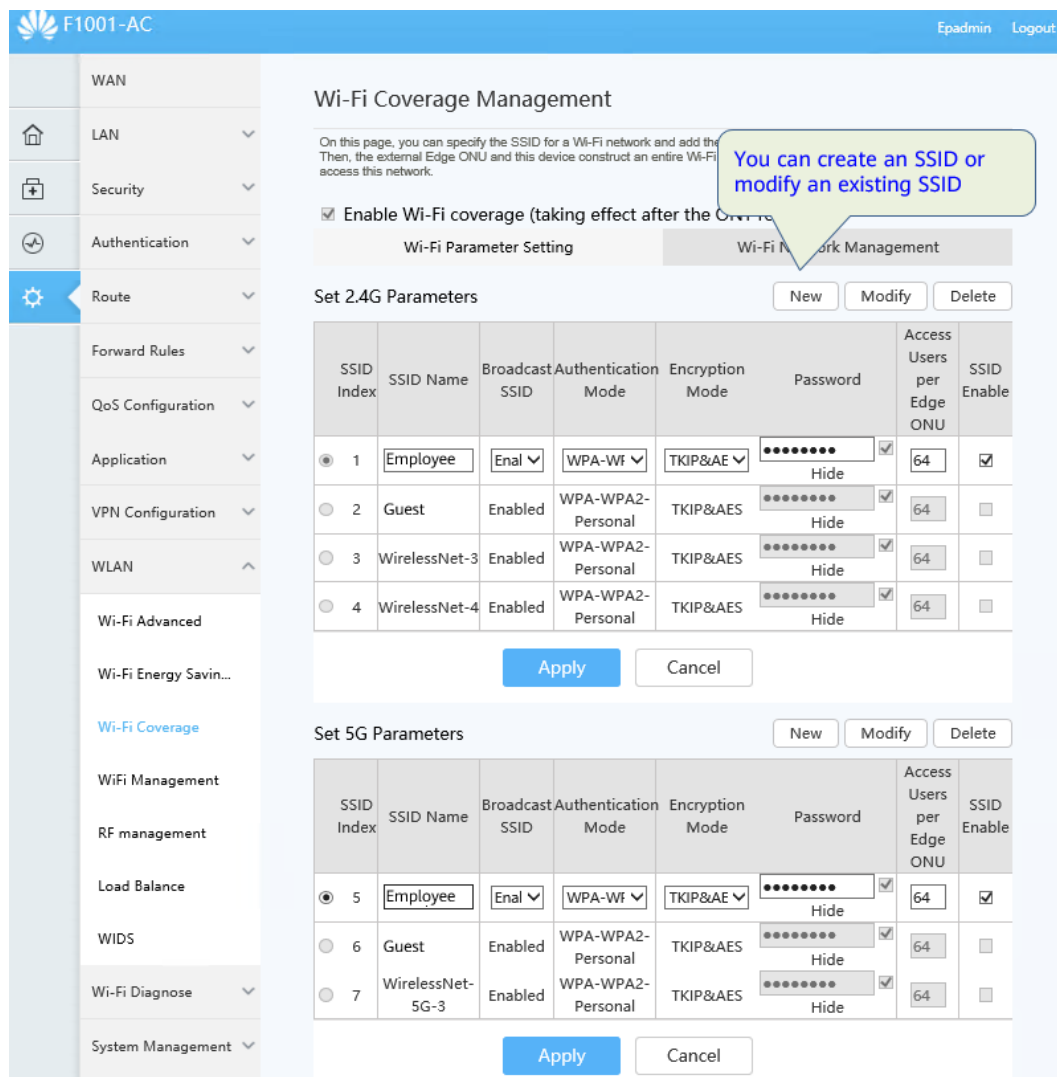 F1001-AC
Epadmin Logout
WAN
LAN
Security
Authentication
Route
Forward Rules
QoS Configuration
Application
VPN Configuration
WLAN
Wi-Fi Advanced
Wi-Fi Energy Savin...
Wi-Fi Coverage
WiFi Management
RF management
Load Balance
WIDS
Wi-Fi Diagnose
System Management
Wi-Fi Coverage Management
On this page, you can specify the SSID for a Wi-Fi network and add the
Then, the external Edge ONU and this device construct an entire Wi-Fi
access this network.
You can create an SSID or
modify an existing SSID
Enable Wi-Fi coverage (taking effect after the ONT
Wi-Fi Parameter Setting
Wi-Fi Network Management
Set 2.4G Parameters
New Modify Delete
SSID Index
SSID Name
Broadcast SSID
Authentication Mode
Encryption Mode
Password
Access Users per Edge ONU
SSID Enable
1 Employee Enal WPA-WF TKIP&AE ●●●●●●●● Hide 64
2 Guest Enabled WPA-WPA2-Personal TKIP&AES ●●●●●●●● Hide 64
3 WirelessNet-3 Enabled WPA-WPA2-Personal TKIP&AES ●●●●●●●● Hide 64
4 WirelessNet-4 Enabled WPA-WPA2-Personal TKIP&AES ●●●●●●●● Hide 64
Apply Cancel
Set 5G Parameters
New Modify Delete
SSID Index
SSID Name
Broadcast SSID
Authentication Mode
Encryption Mode
Password
Access Users per Edge ONU
SSID Enable
5 Employee Enal WPA-WF TKIP&AE ●●●●●●●● Hide 64
6 Guest Enabled WPA-WPA2-Personal TKIP&AES ●●●●●●●● Hide 64
7 WirelessNet-5G-3 Enabled WPA-WPA2-Personal TKIP&AES ●●●●●●●● Hide 64
Apply Cancel